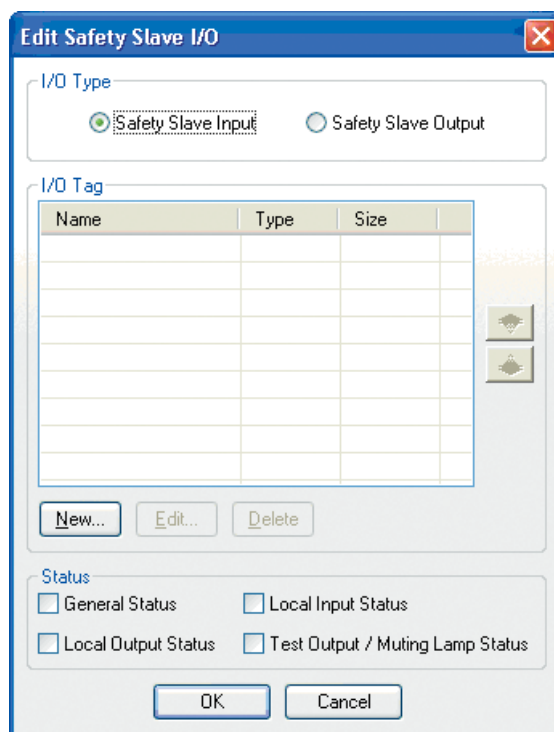 Edit Safety Slave I/O
I/O Type
Safety Slave Input Safety Slave Output
I/O Tag
Name Type Size
New... Edit... Delete
Status
General Status Local Input Status
Local Output Status Test Output / Muting Lamp Status
OK Cancel